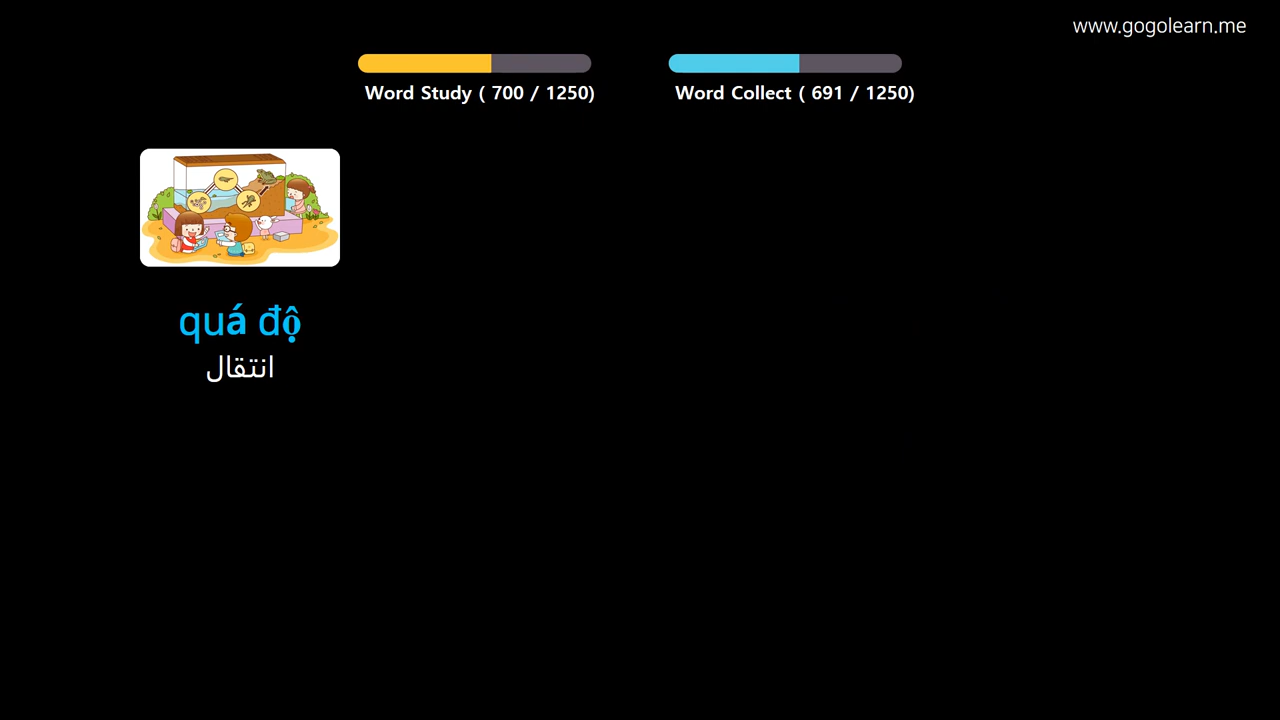 www.gogolearn.me
Word Study ( 700 / 1250)
Word Collect ( 691 / 1250)
quá độ
انتقال